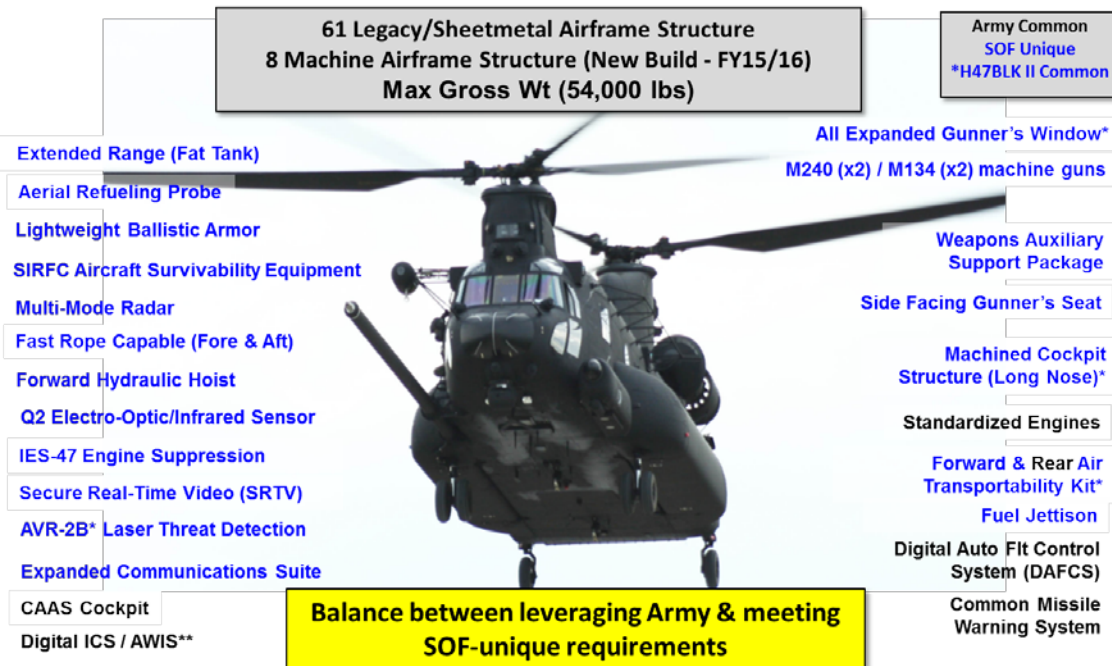 61 Legacy/Sheetmetal Airframe Structure
8 Machine Airframe Structure (New Build - FY15/16)
Max Gross Wt (54,000 lbs)
Army Common
SOF Unique
*H47BLK II Common
Extended Range (Fat Tank)
Aerial Refueling Probe
Lightweight Ballistic Armor
SIRFC Aircraft Survivability Equipment
Multi-Mode Radar
Fast Rope Capable (Fore & Aft)
Forward Hydraulic Hoist
Q2 Electro-Optic/Infrared Sensor
IES-47 Engine Suppression
Secure Real-Time Video (SRTV)
AVR-2B* Laser Threat Detection
Expanded Communications Suite
CAAS Cockpit
Digital ICS / AWIS**
All Expanded Gunner's Window*
M240 (x2) / M134 (x2) machine guns
Weapons Auxiliary
Support Package
Side Facing Gunner's Seat
Machined Cockpit
Structure (Long Nose)*
Standardized Engines
Forward & Rear Air
Transportability Kit*
Fuel Jettison
Digital Auto Flt Control
System (DAFCS)
Common Missile
Warning System
Balance between leveraging Army & meeting
SOF-unique requirements